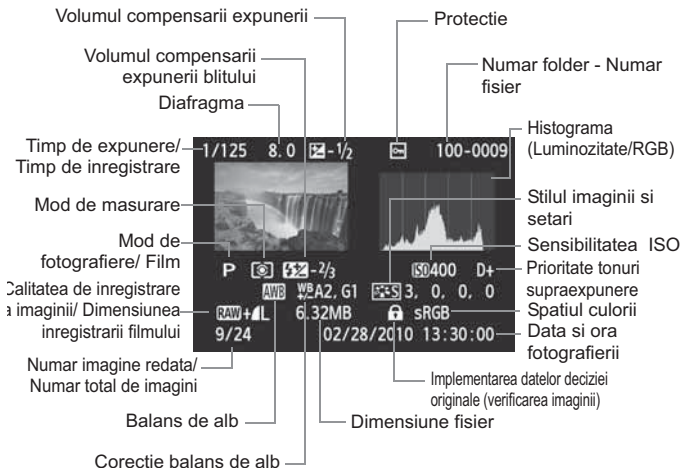 Volumul compensarii expunerii
Protectie
Volumul compensarii
expunerii blitului
Numar folder - Numar
fisier
Diafragma
Histograma
(Luminozitate/RGB)
Timp de expunere/
Timp de inregistrare
1/125 8.0 -1/2 100-0009
Mod de masurare
Stilul imaginii si
setari
Mod de
fotografiere/ Film
Sensibilitatea ISO
P -2/3 ISO400 D+
Prioritate tonuri
supraexpunere
Calitatea de inregistrare
a imaginii/ Dimensiunea
inregistrarii filmului
AWB WB A2, G1 S 3, 0, 0, 0
RAW+L 6.32MB sRGB
Spatiul culorii
9/24 02/28/2010 13:30:00
Data si ora
fotografierii
Numar imagine redata/
Numar total de imagini
Implementarea datelor deciziei
originale (verificarea imaginii)
Balans de alb
Dimensiune fisier
Corectie balans de alb